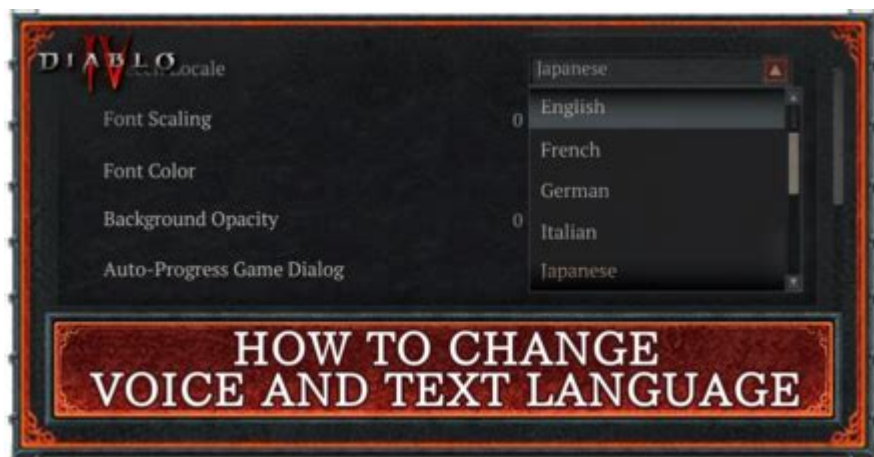 DIABLO IV
Locale
Japanese
Font Scaling
0
English
French
Font Color
German
Background Opacity
0
Italian
Auto-Progress Game Dialog
Japanese
HOW TO CHANGE
VOICE AND TEXT LANGUAGE